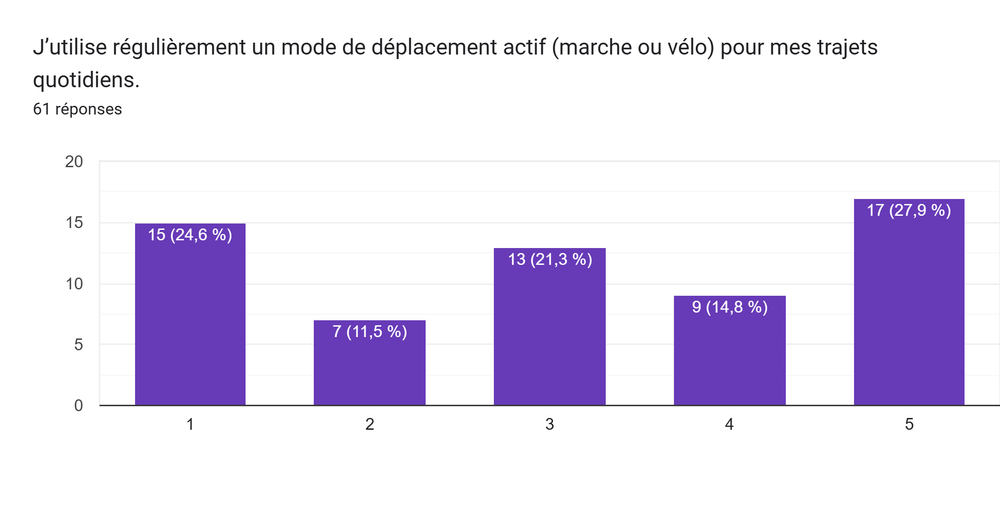 J’utilise régulièrement un mode de déplacement actif (marche ou vélo) pour mes trajets
quotidiens.
61 réponses
20
15
10
5
0
15 (24,6 %)
7 (11,5 %)
13 (21,3 %)
9 (14,8 %)
17 (27,9 %)
1 2 3 4 5